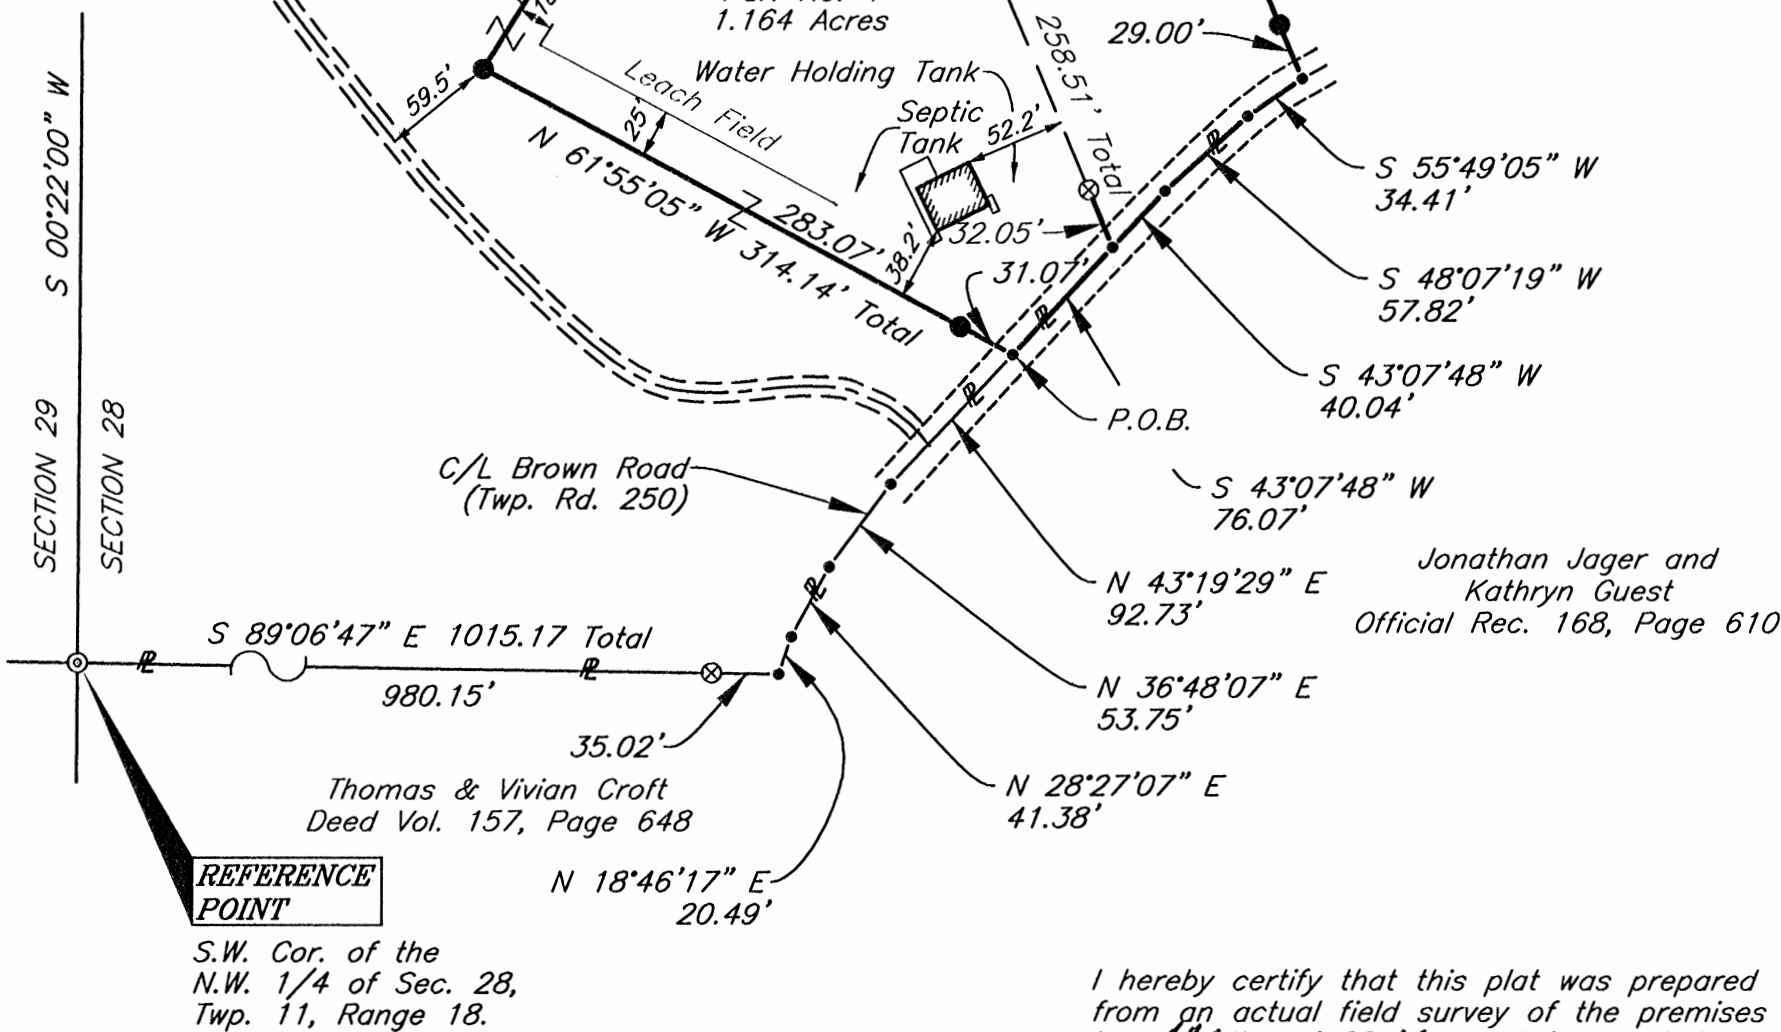 1.164 Acres
29.00'
258.51' Total
Water Holding Tank
Leach Field
Septic
Tank
52.2'
59.5'
25'
N 61°55'05" W 314.14' Total
283.07'
38.2'
32.05'
31.07'
S 55°49'05" W
34.41'
S 48°07'19" W
57.82'
S 43°07'48" W
40.04'
P.O.B.
S 43°07'48" W
76.07'
S 00°22'00" W
SECTION 29
SECTION 28
C/L Brown Road
(Twp. Rd. 250)
N 43°19'29" E
92.73'
Jonathan Jager and
Kathryn Guest
Official Rec. 168, Page 610
S 89°06'47" E 1015.17 Total
980.15'
35.02'
N 36°48'07" E
53.75'
N 28°27'07" E
41.38'
Thomas & Vivian Croft
Deed Vol. 157, Page 648
N 18°46'17" E
20.49'
REFERENCE
POINT
S.W. Cor. of the
N.W. 1/4 of Sec. 28,
Twp. 11, Range 18.
I hereby certify that this plat was prepared
from an actual field survey of the premises